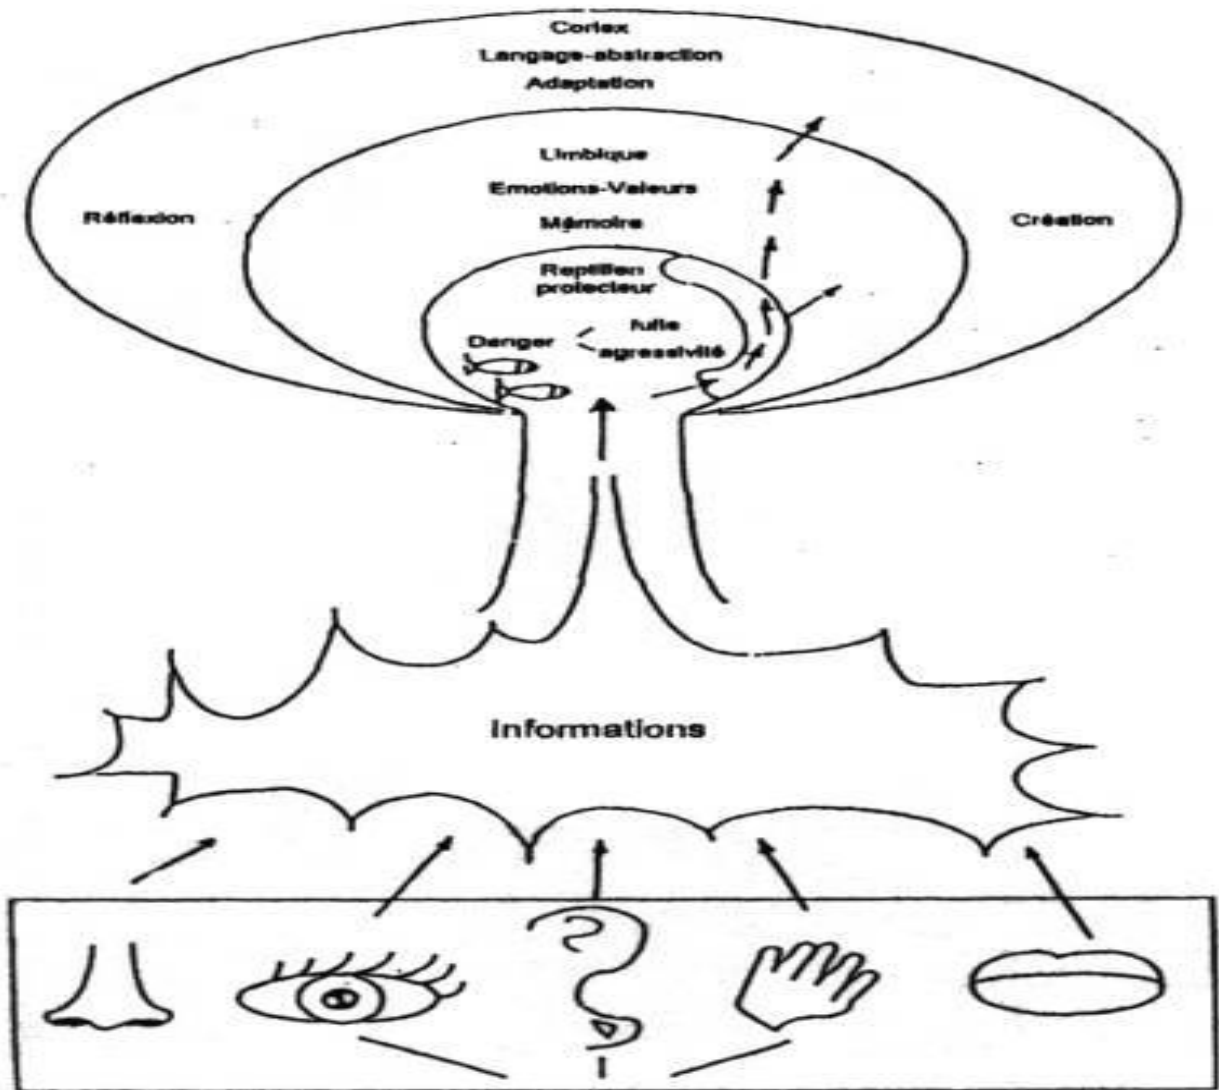 Cortex
Langage-abstraction
Adaptation
Limbique
Emotions-Valeurs
Mémoire
Réflexion
Création
Reptilien
protecteur
Danger
fuite
agressivité
Informations